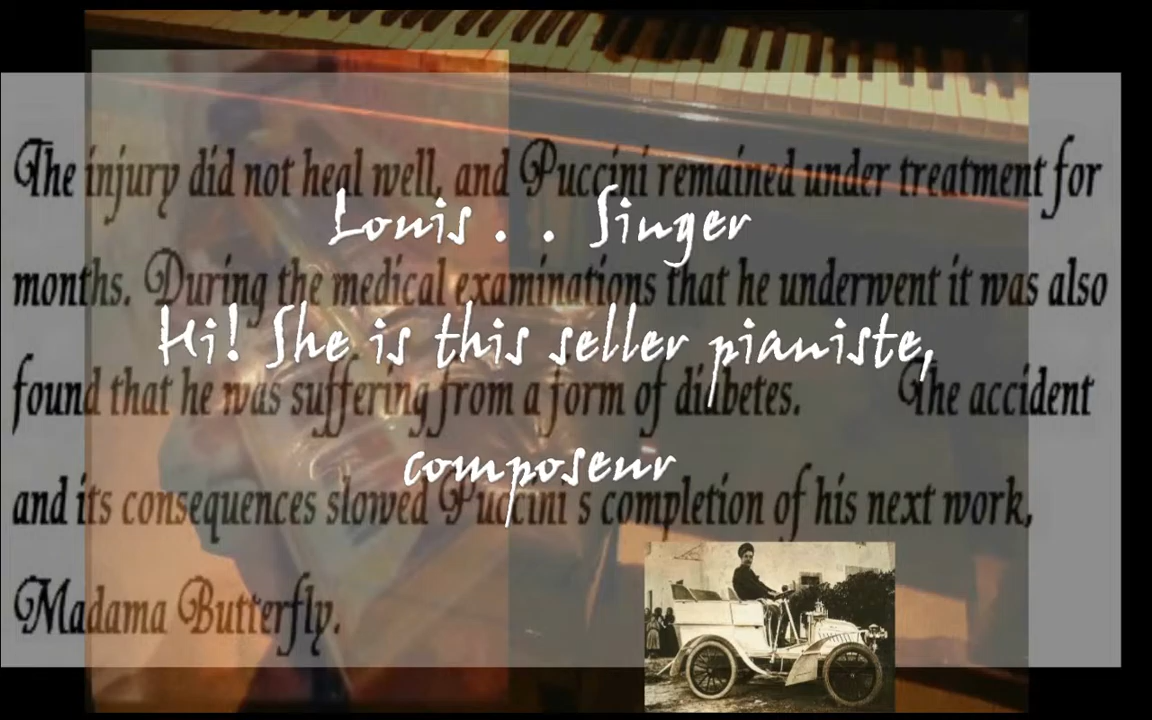 The injury did not heal well, and Puccini remained under treatment for
Louis . . Singer
months. During the medical examinations that he underwent it was also
Hi! She is this seller pianiste,
found that he was suffering from a form of diabetes. The accident
composeur
and its consequences slowed Puccini s completion of his next work,
Madama Butterfly.